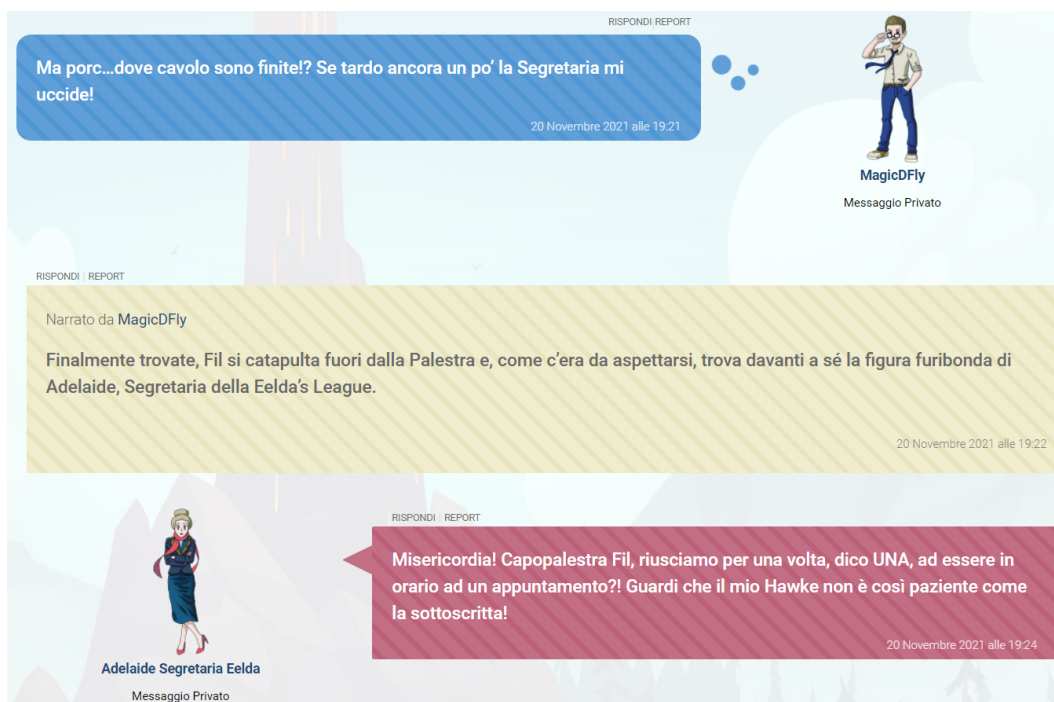 RISPONDI|REPORT
Ma porc...dove cavolo sono finite!? Se tardo ancora un po’ la Segretaria mi
uccide!
20 Novembre 2021 alle 19:21
MagicDFly
Messaggio Privato
RISPONDI | REPORT
Narrato da MagicDFly
Finalmente trovate, Fil si catapulta fuori dalla Palestra e, come c’era da aspettarsi, trova davanti a sé la figura furibonda di
Adelaide, Segretaria della Eelda’s League.
20 Novembre 2021 alle 19:22
RISPONDI | REPORT
Misericordia! Capopalestra Fil, riusciamo per una volta, dico UNA, ad essere in
orario ad un appuntamento?! Guardi che il mio Hawke non è così paziente come
la sottoscritta!
20 Novembre 2021 alle 19:24
Adelaide Segretaria Eelda
Messaggio Privato